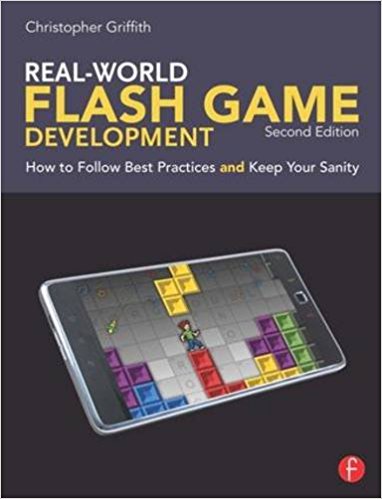 Christopher Griffith
REAL-WORLD
FLASH GAME
DEVELOPMENT
Second Edition
How to Follow Best Practices and Keep Your Sanity
f